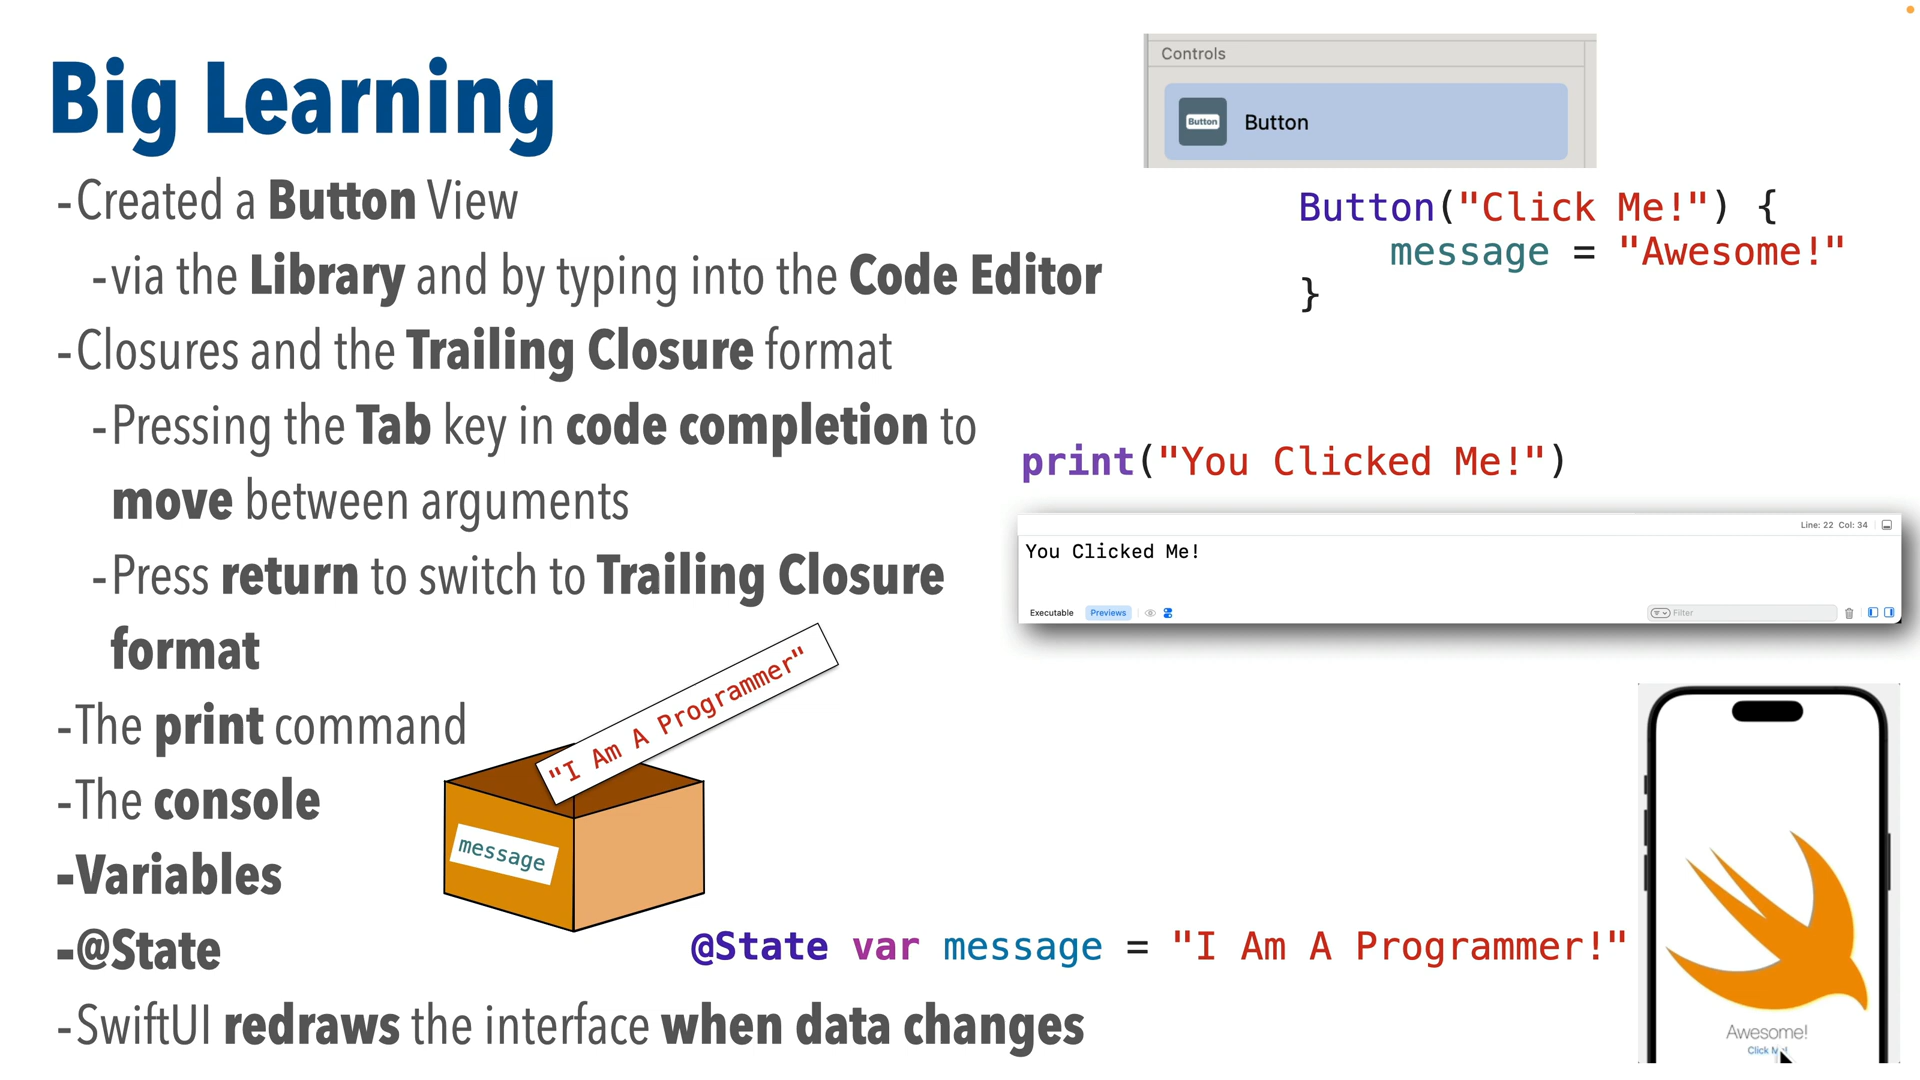 Big Learning
-Created a Button View
-via the Library and by typing into the Code Editor
-Closures and the Trailing Closure format
-Pressing the Tab key in code completion to
move between arguments
-Press return to switch to Trailing Closure
format
-The print command
-The console
-Variables
-@State
-SwiftUI redraws the interface when data changes
Controls
Button
Button
Button("Click Me!") {
message = "Awesome!"
}
print("You Clicked Me!")
Line: 22 Col: 34
You Clicked Me!
Executable
Previews
Filter
"I Am A Programmer"
message
@State var message = "I Am A Programmer!"
Awesome!
Click Me!